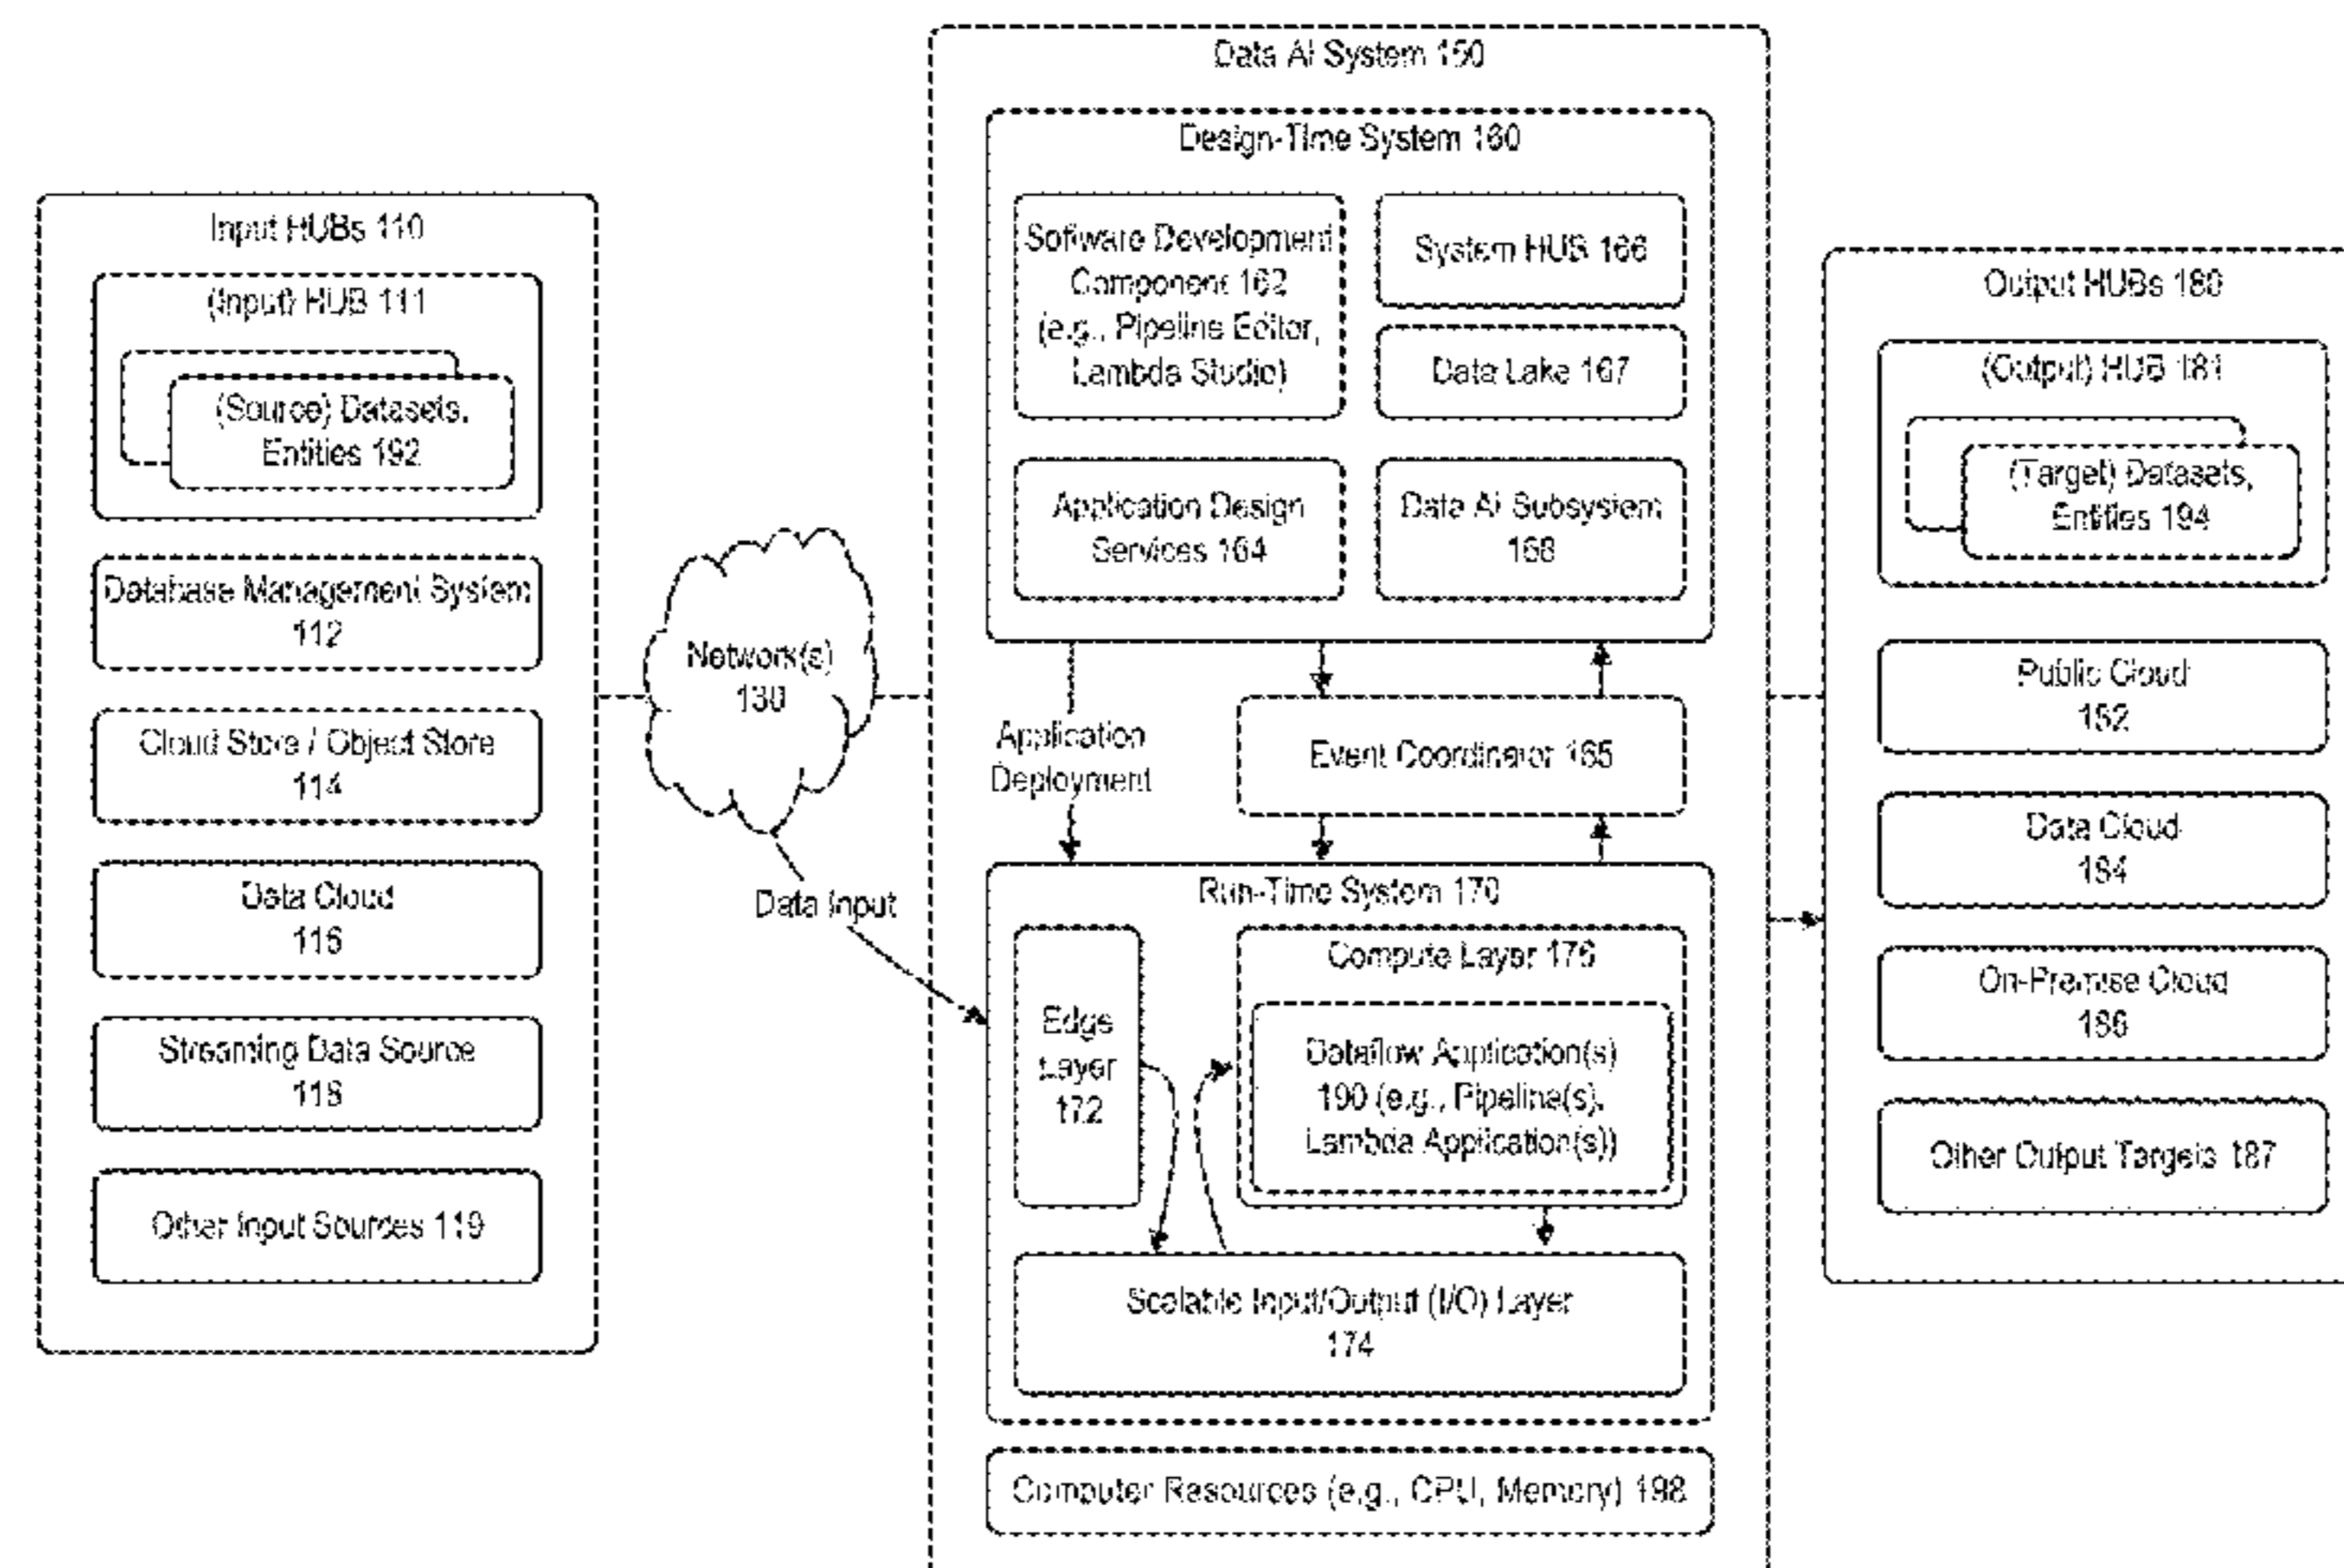 Data AI System 150
Design-Time System 160
Software Development
Component 162
(e.g., Pipeline Editor,
Lambda Studio)
System HUB 166
Data Lake 167
Application Design
Services 164
Data AI Subsystem
168
Input HUBs 110
(Input) HUB 111
(Source) Datasets,
Entities 192
Database Management System
112
Cloud Store / Object Store
114
Data Cloud
116
Streaming Data Source
118
Other Input Sources 119
Network(s)
130
Data Input
Application
Deployment
Event Coordinator 165
Run-Time System 170
Edge
Layer
172
Compute Layer 176
Dataflow Application(s)
190 (e.g., Pipeline(s),
Lambda Application(s))
Scalable Input/Output (I/O) Layer
174
Computer Resources (e.g., CPU, Memory) 198
Output HUBs 180
(Output) HUB 181
(Target) Datasets,
Entities 194
Public Cloud
182
Data Cloud
184
On-Premise Cloud
186
Other Output Targets 187